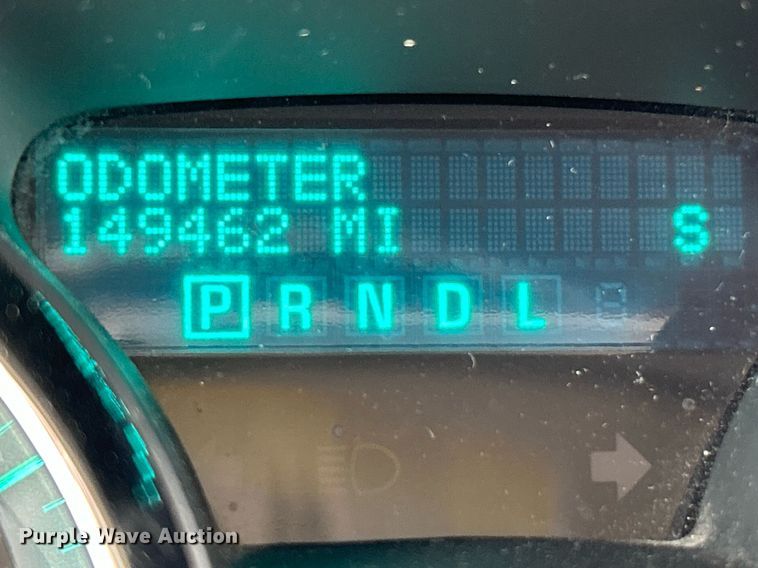 ODOMETER
149462 MI S
P R N D L
Purple Wave Auction